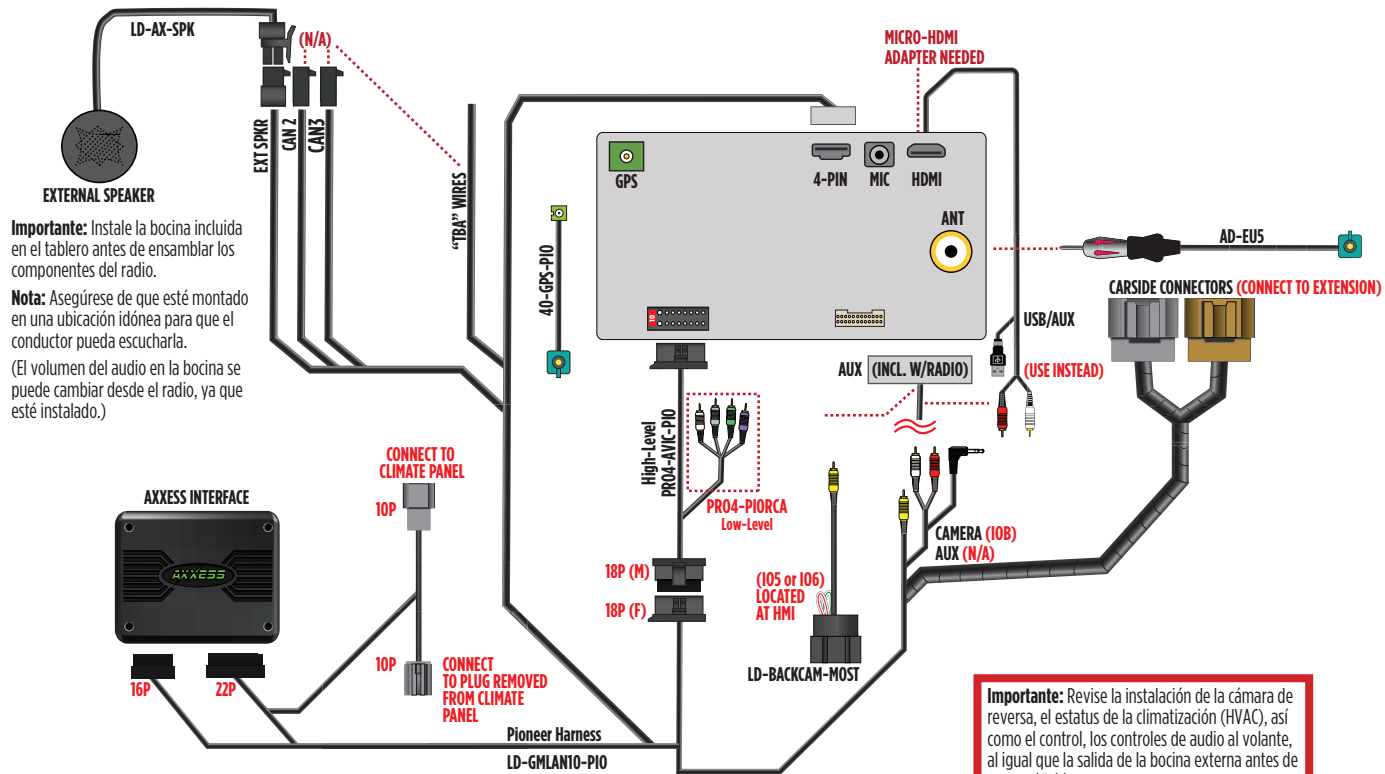 LD-AX-SPK
(N/A)
MICRO-HDMI
ADAPTER NEEDED
EXT SPKR
CAN 2
CAN3
"TBA" WIRES
EXTERNAL SPEAKER
GPS
4-PIN
MIC
HDMI
ANT
AD-EU5
Importante: Instale la bocina incluida
en el tablero antes de ensamblar los
componentes del radio.
Nota: Asegúrese de que esté montado
en una ubicación idónea para que el
conductor pueda escucharla.
(El volumen del audio en la bocina se
puede cambiar desde el radio, ya que
esté instalado.)
40-GPS-PIO
CARSIDE CONNECTORS (CONNECT TO EXTENSION)
10
USB/AUX
AUX (INCL. W/RADIO)
(USE INSTEAD)
High-Level
PRO4-AVIC-PIO
PRO4-PIORCA
Low-Level
CONNECT TO
CLIMATE PANEL
10P
AXXESS INTERFACE
AXXESS
18P (M)
18P (F)
CAMERA (IOB)
AUX (N/A)
(IO5 or IO6)
LOCATED
AT HMI
LD-BACKCAM-MOST
10P
CONNECT
TO PLUG REMOVED
FROM CLIMATE
PANEL
16P
22P
Pioneer Harness
LD-GMLAN10-PIO
Importante: Revise la instalación de la cámara de
reversa, el estatus de la climatización (HVAC), así
como el control, los controles de audio al volante,
al igual que la salida de la bocina externa antes de